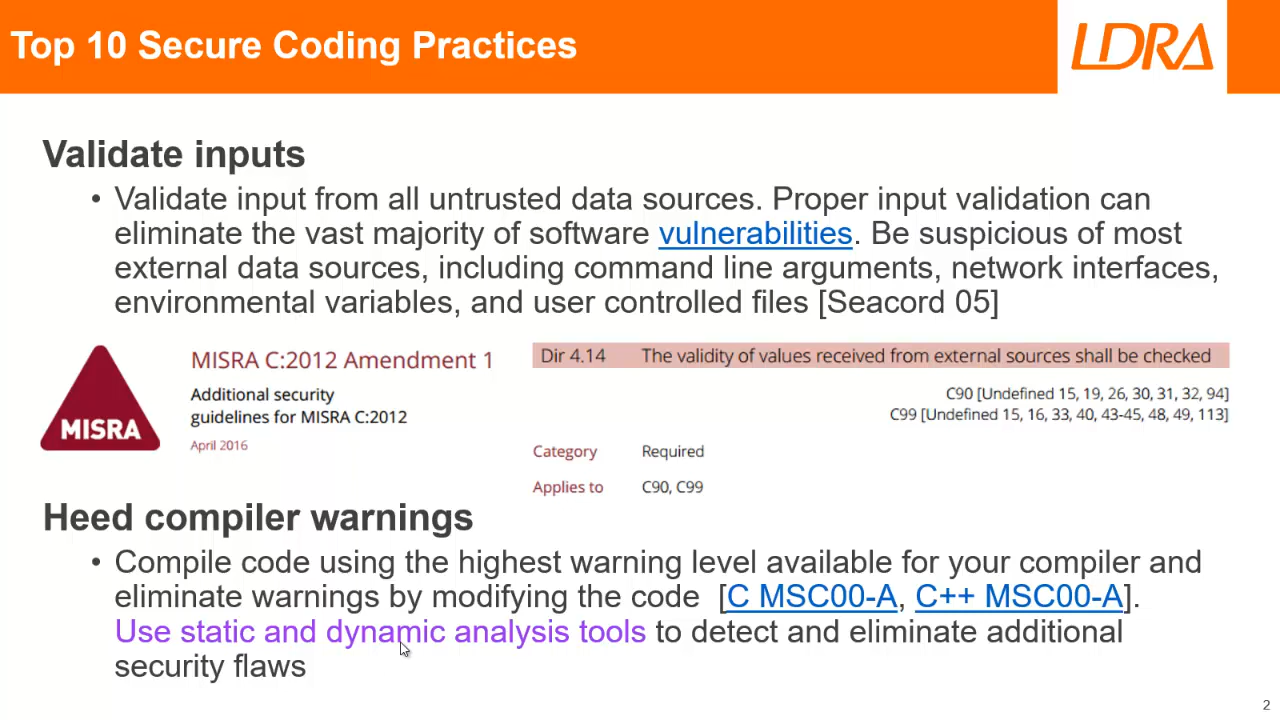 Top 10 Secure Coding Practices
LDRA
Validate inputs
• Validate input from all untrusted data sources. Proper input validation can
eliminate the vast majority of software vulnerabilities. Be suspicious of most
external data sources, including command line arguments, network interfaces,
environmental variables, and user controlled files [Seacord 05]
MISRA
MISRA C:2012 Amendment 1
Additional security
guidelines for MISRA C:2012
April 2016
Dir 4.14 The validity of values received from external sources shall be checked
C90 [Undefined 15, 19, 26, 30, 31, 32, 94]
C99 [Undefined 15, 16, 33, 40, 43-45, 48, 49, 113]
Category Required
Applies to C90, C99
Heed compiler warnings
• Compile code using the highest warning level available for your compiler and
eliminate warnings by modifying the code [C MSC00-A, C++ MSC00-A].
Use static and dynamic analysis tools to detect and eliminate additional
security flaws
2